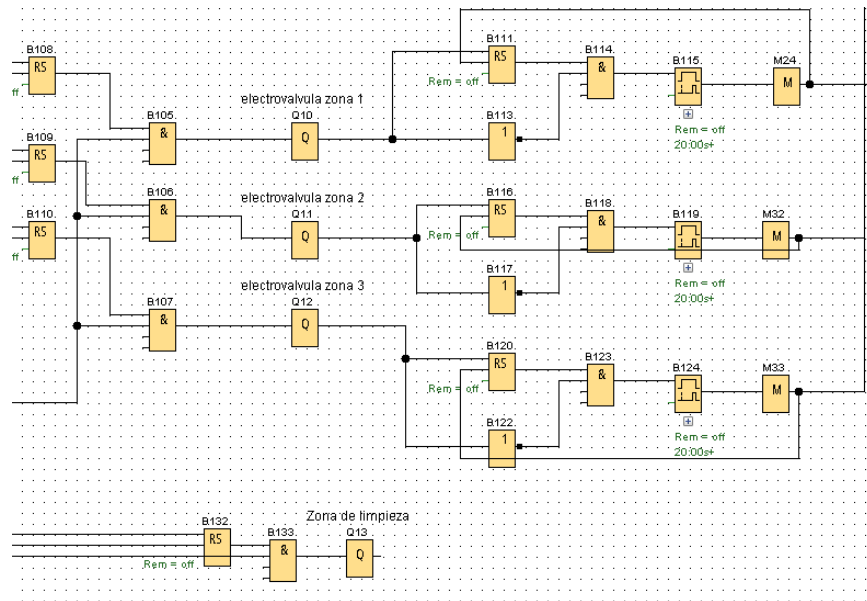 B108
RS
ff
B109
RS
ff
B110
RS
ff
B105
&
B106
&
B107
&
electrovalvula zona 1
Q10
Q
electrovalvula zona 2
Q11
Q
electrovalvula zona 3
Q12
Q
B111
RS
Rem = off
B113
1
B114
&
B115
Rem = off
20:00s+
M24
M
B116
RS
Rem = off
B117
1
B118
&
B119
Rem = off
20:00s+
M32
M
B120
RS
Rem = off
B122
1
B123
&
B124
Rem = off
20:00s+
M33
M
Zona de limpieza
B132
RS
Rem = off
B133
&
Q13
Q